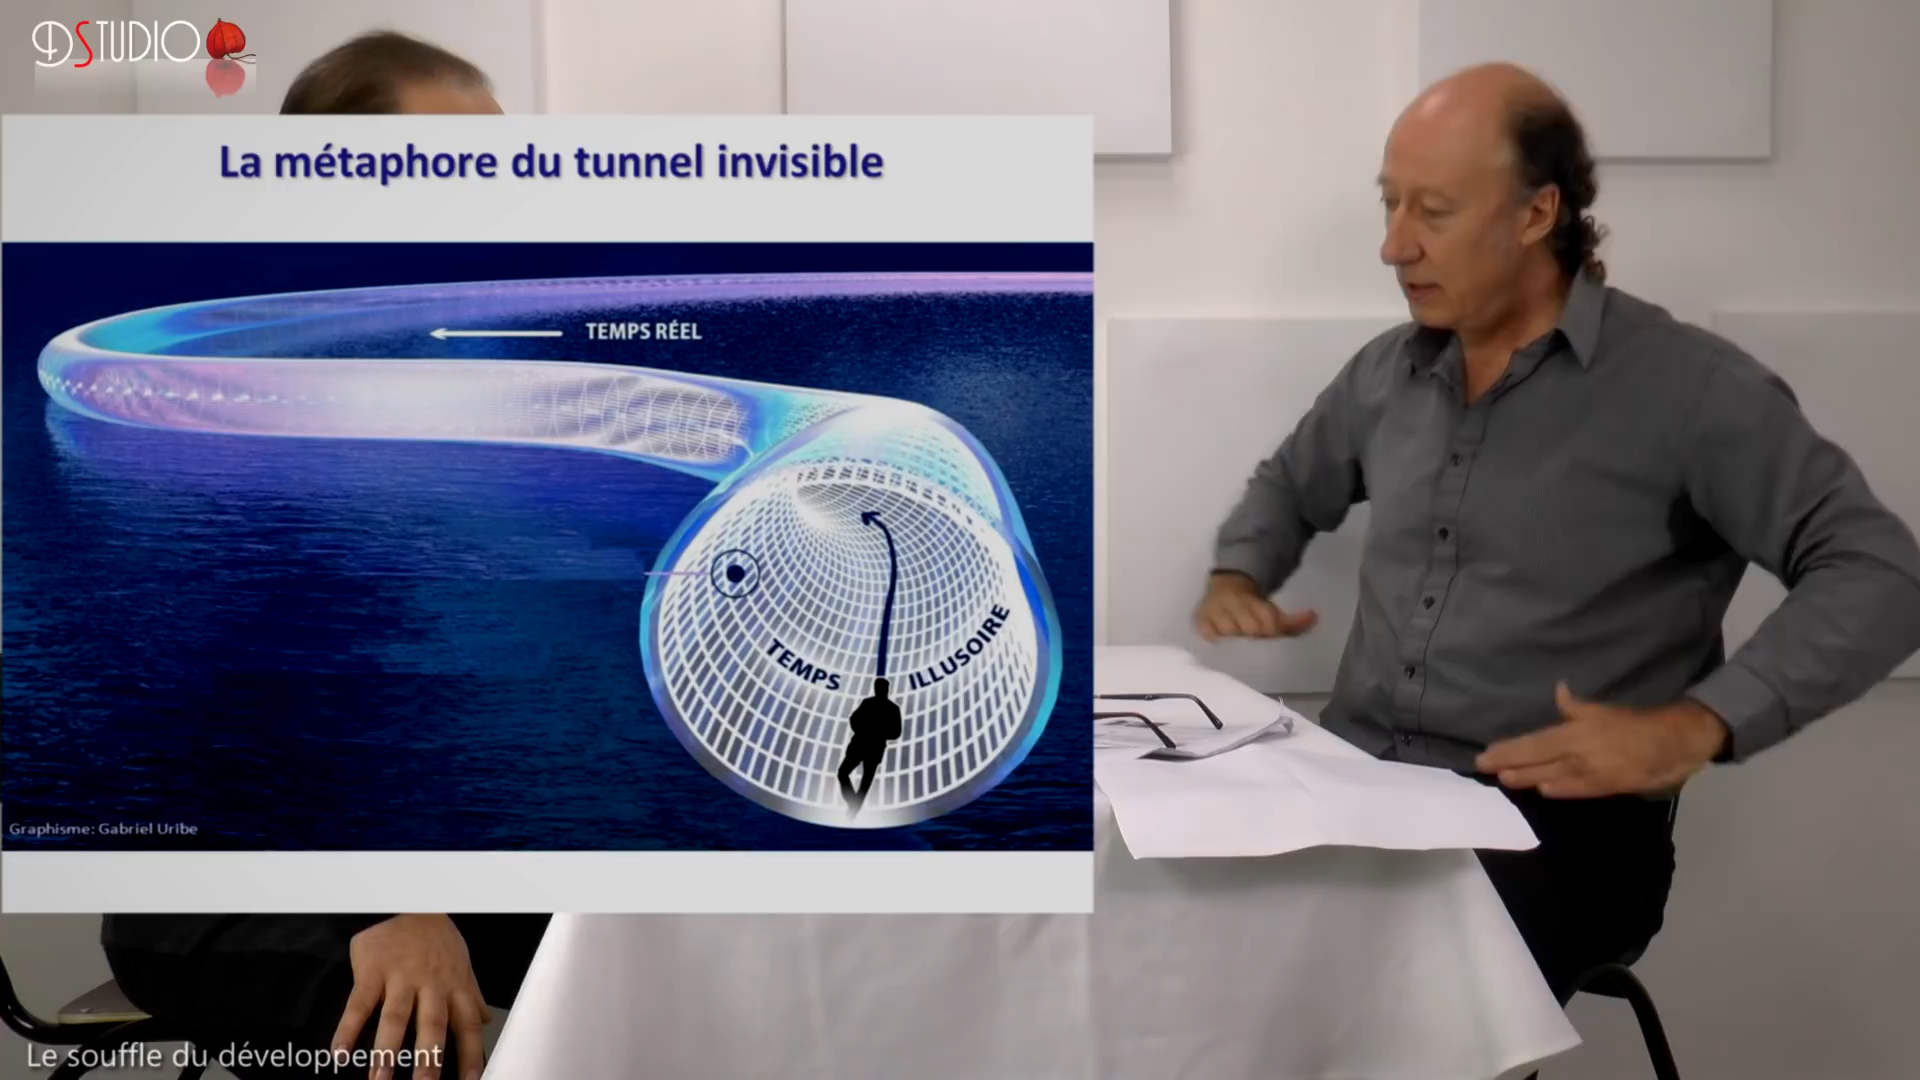 DSTUDIO
La métaphore du tunnel invisible
TEMPS RÉEL
TEMPS ILLUSOIRE
Graphisme: Gabriel Uribe
Le souffle du développement